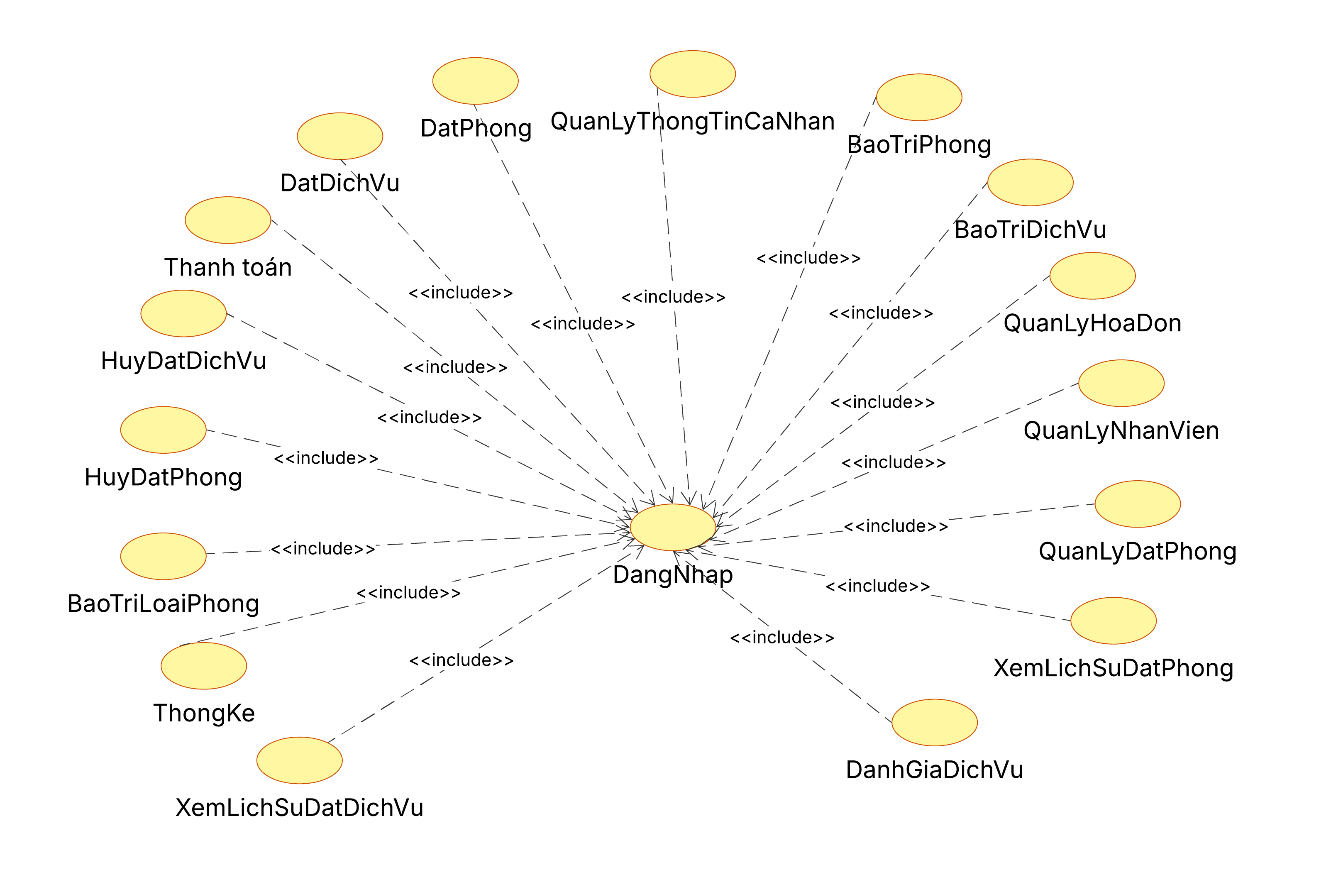 QuanLyThongTinCaNhan
DatPhong
BaoTriPhong
DatDichVu
BaoTriDichVu
Thanh toán
<<include>>
<<include>>
<<include>>
<<include>>
<<include>>
QuanLyHoaDon
HuyDatDichVu
<<include>>
<<include>>
<<include>>
QuanLyNhanVien
<<include>>
<<include>>
<<include>>
HuyDatPhong
<<include>>
<<include>>
QuanLyDatPhong
DangNhap
<<include>>
<<include>>
BaoTriLoaiPhong
<<include>>
<<include>>
XemLichSuDatPhong
ThongKe
DanhGiaDichVu
XemLichSuDatDichVu